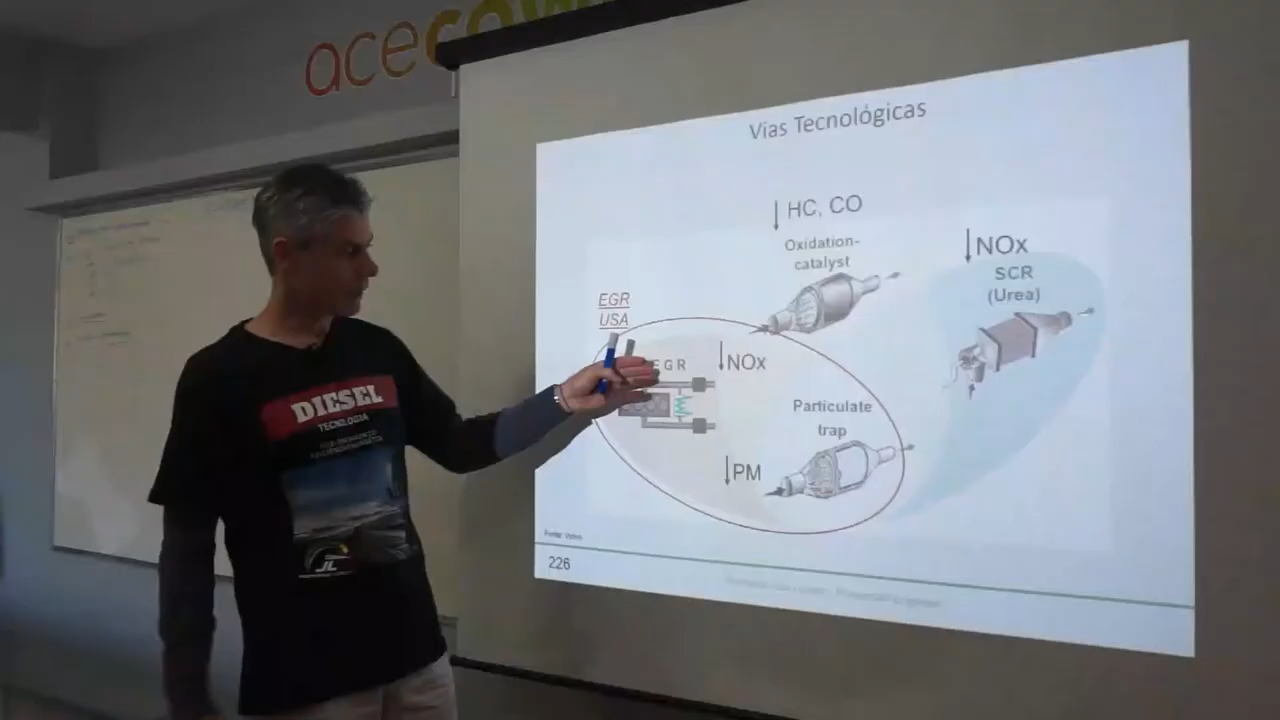 Vias Tecnológicas
HC, CO
Oxidation-
catalyst
NOx
SCR
(Urea)
EGR
USA
EGR
NOx
Particulate
trap
PM
226
DIESEL
TECNOLOGIA
JL